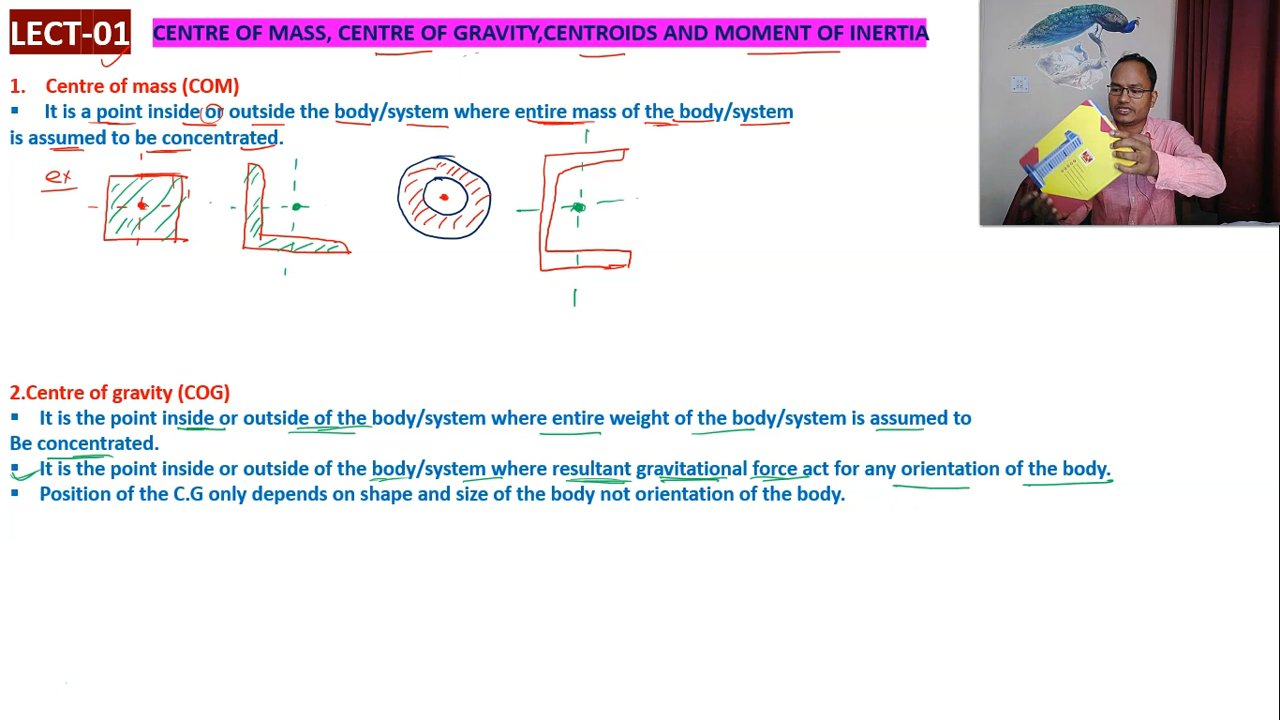 LECT-01
CENTRE OF MASS, CENTRE OF GRAVITY,CENTROIDS AND MOMENT OF INERTIA
1. Centre of mass (COM)
▪ It is a point inside or outside the body/system where entire mass of the body/system
is assumed to be concentrated.
ex
2.Centre of gravity (COG)
▪ It is the point inside or outside of the body/system where entire weight of the body/system is assumed to
Be concentrated.
▪ It is the point inside or outside of the body/system where resultant gravitational force act for any orientation of the body.
▪ Position of the C.G only depends on shape and size of the body not orientation of the body.